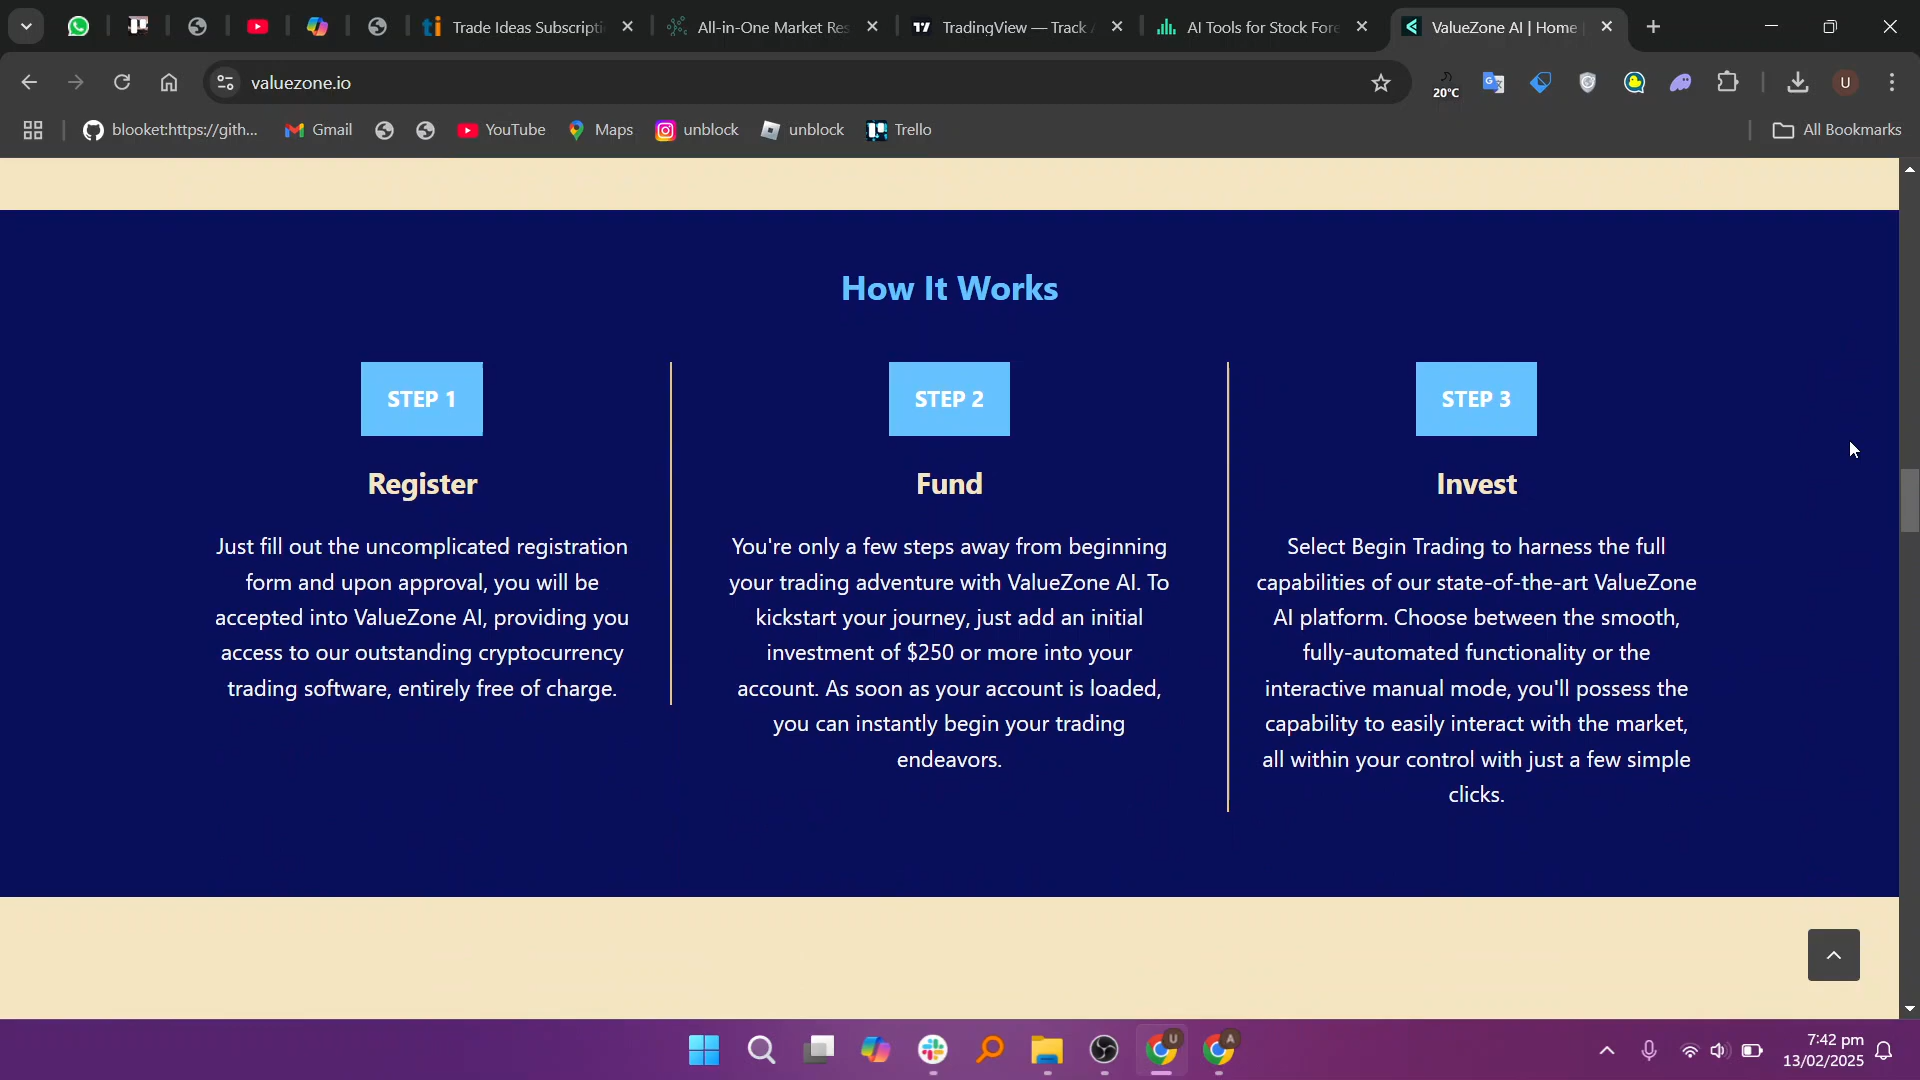 Trade Ideas Subscripti
All-in-One Market Res
TradingView — Track A
AI Tools for Stock Fore
ValueZone AI | Home |
valuezone.io
20°C
U
blooket:https://gith...
Gmail
YouTube
Maps
unblock
unblock
Trello
All Bookmarks
How It Works
STEP 1
Register
Just fill out the uncomplicated registration
form and upon approval, you will be
accepted into ValueZone AI, providing you
access to our outstanding cryptocurrency
trading software, entirely free of charge.
STEP 2
Fund
You're only a few steps away from beginning
your trading adventure with ValueZone AI. To
kickstart your journey, just add an initial
investment of $250 or more into your
account. As soon as your account is loaded,
you can instantly begin your trading
endeavors.
STEP 3
Invest
Select Begin Trading to harness the full
capabilities of our state-of-the-art ValueZone
AI platform. Choose between the smooth,
fully-automated functionality or the
interactive manual mode, you'll possess the
capability to easily interact with the market,
all within your control with just a few simple
clicks.
U
A
7:42 pm
13/02/2025